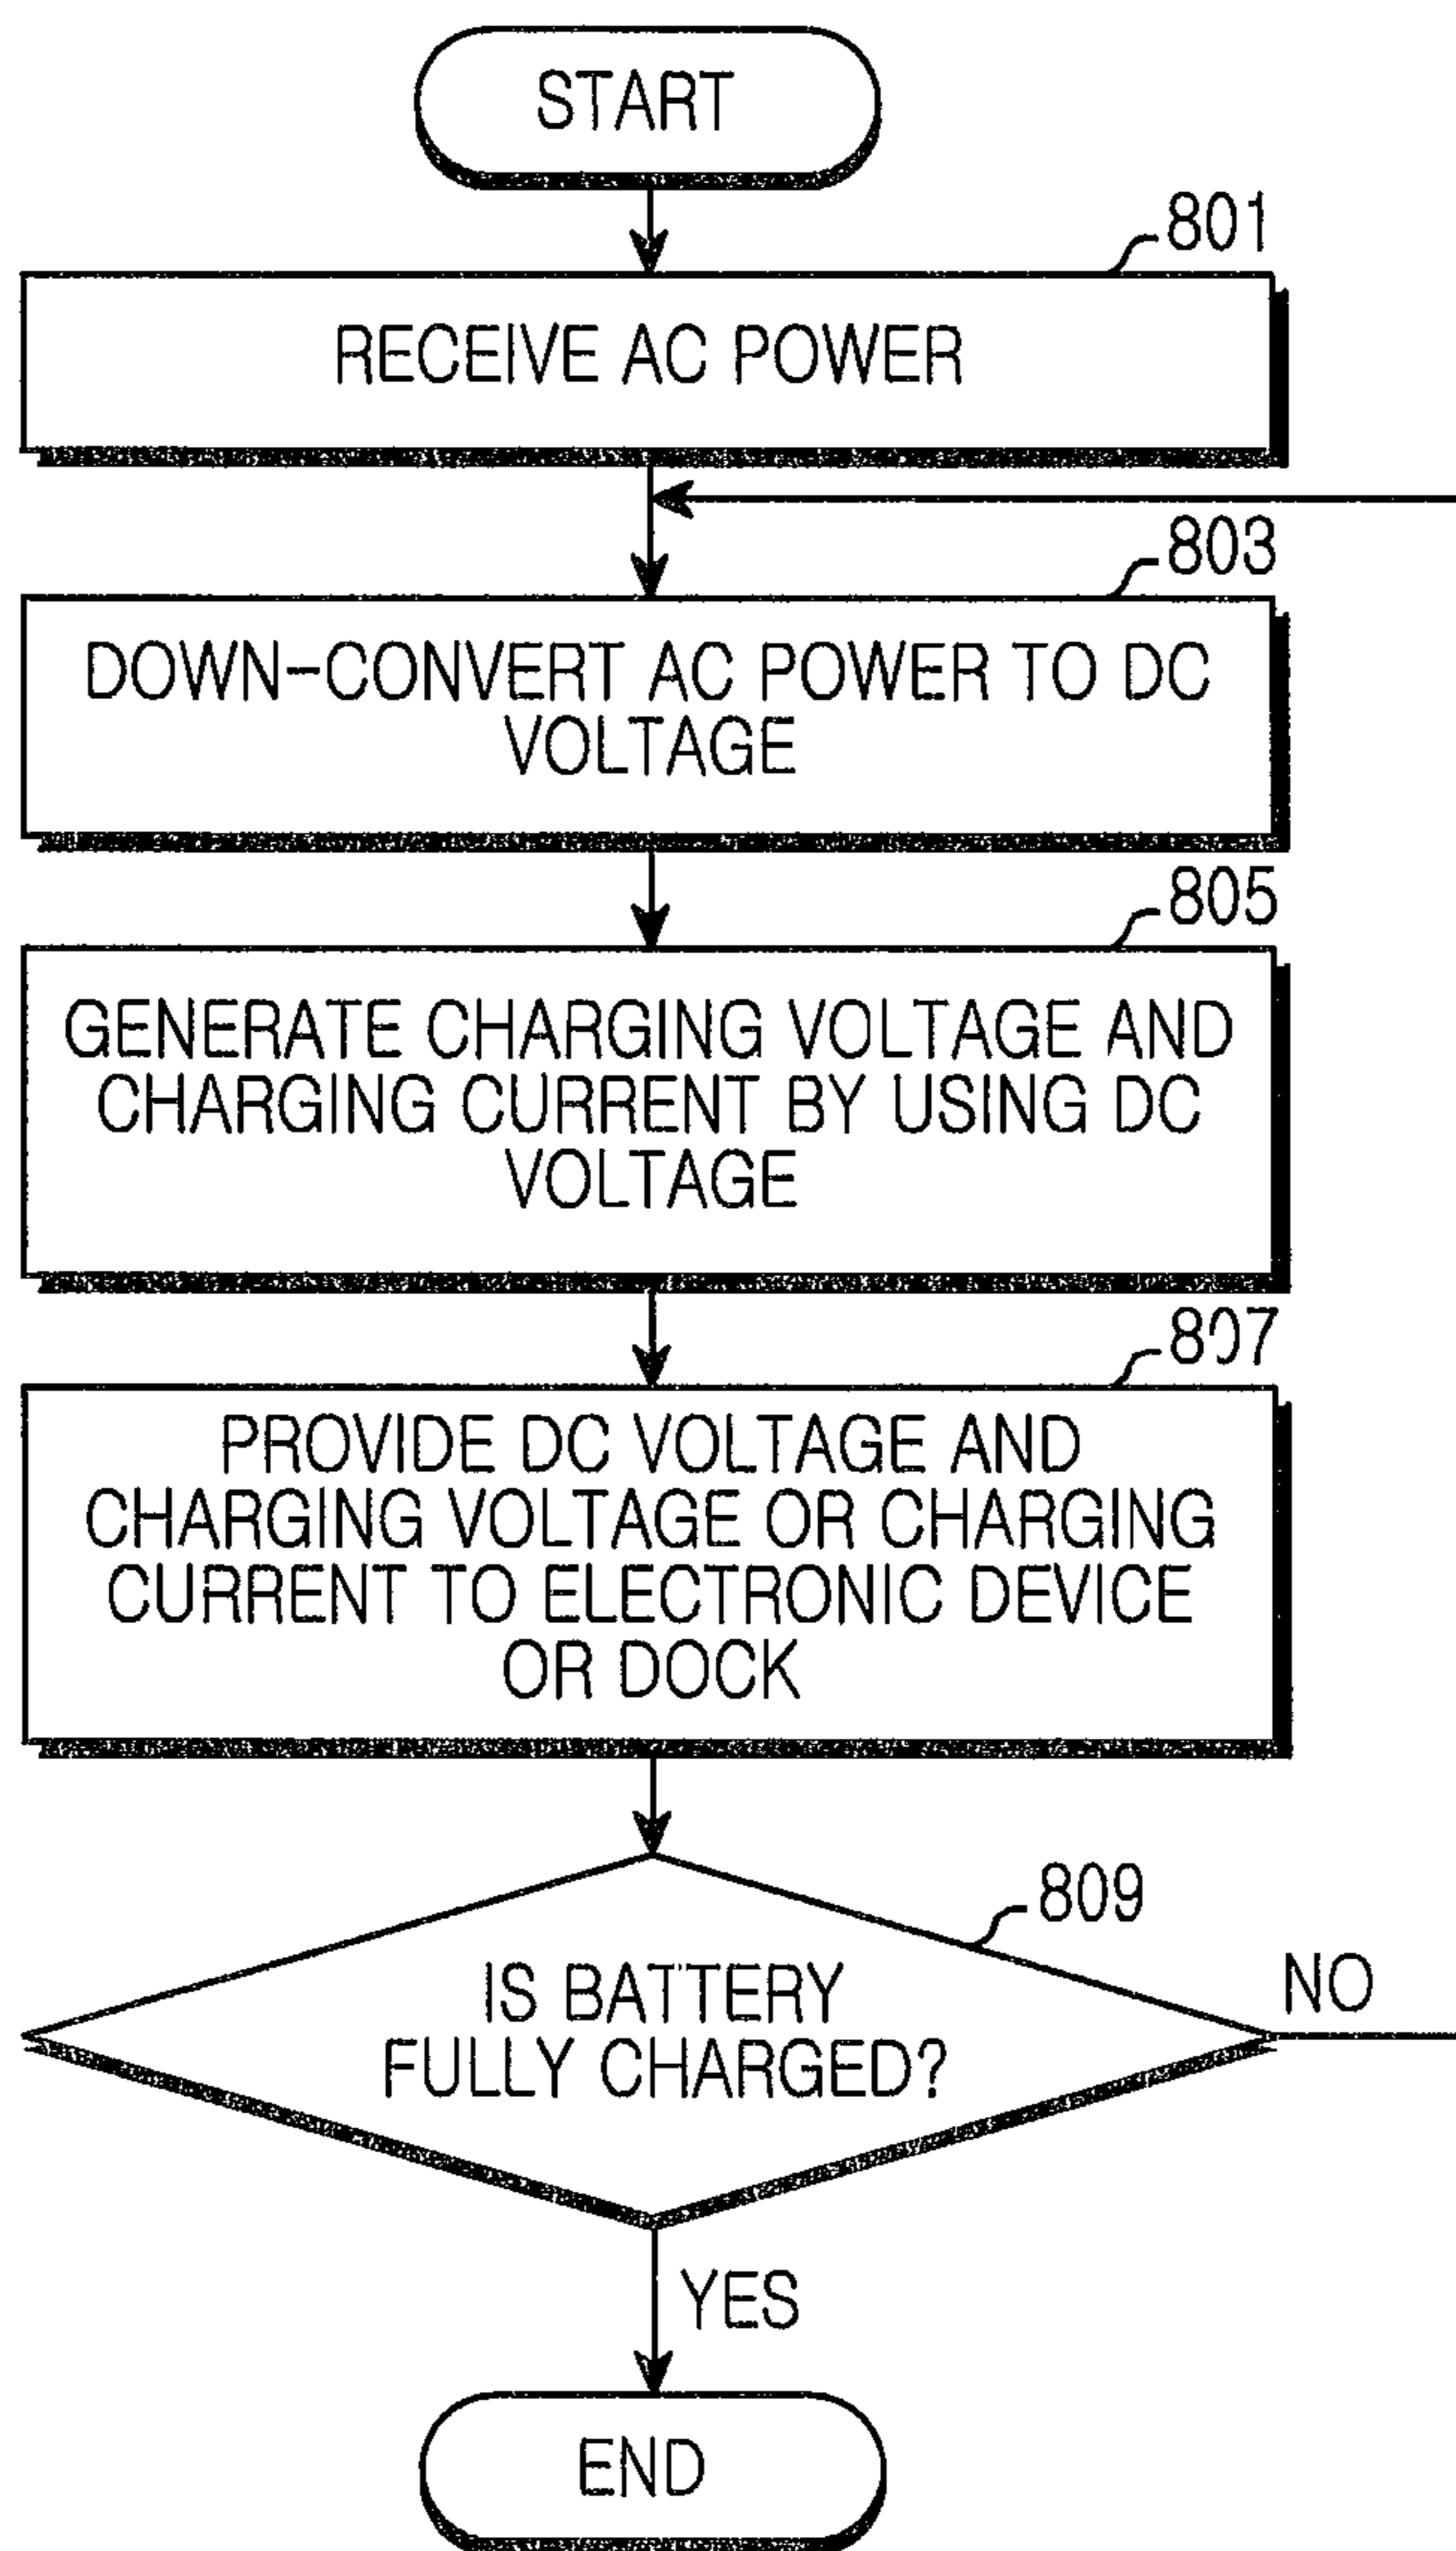 START
801
RECEIVE AC POWER
803
DOWN-CONVERT AC POWER TO DC
VOLTAGE
805
GENERATE CHARGING VOLTAGE AND
CHARGING CURRENT BY USING DC
VOLTAGE
807
PROVIDE DC VOLTAGE AND
CHARGING VOLTAGE OR CHARGING
CURRENT TO ELECTRONIC DEVICE
OR DOCK
809
IS BATTERY
FULLY CHARGED?
NO
YES
END